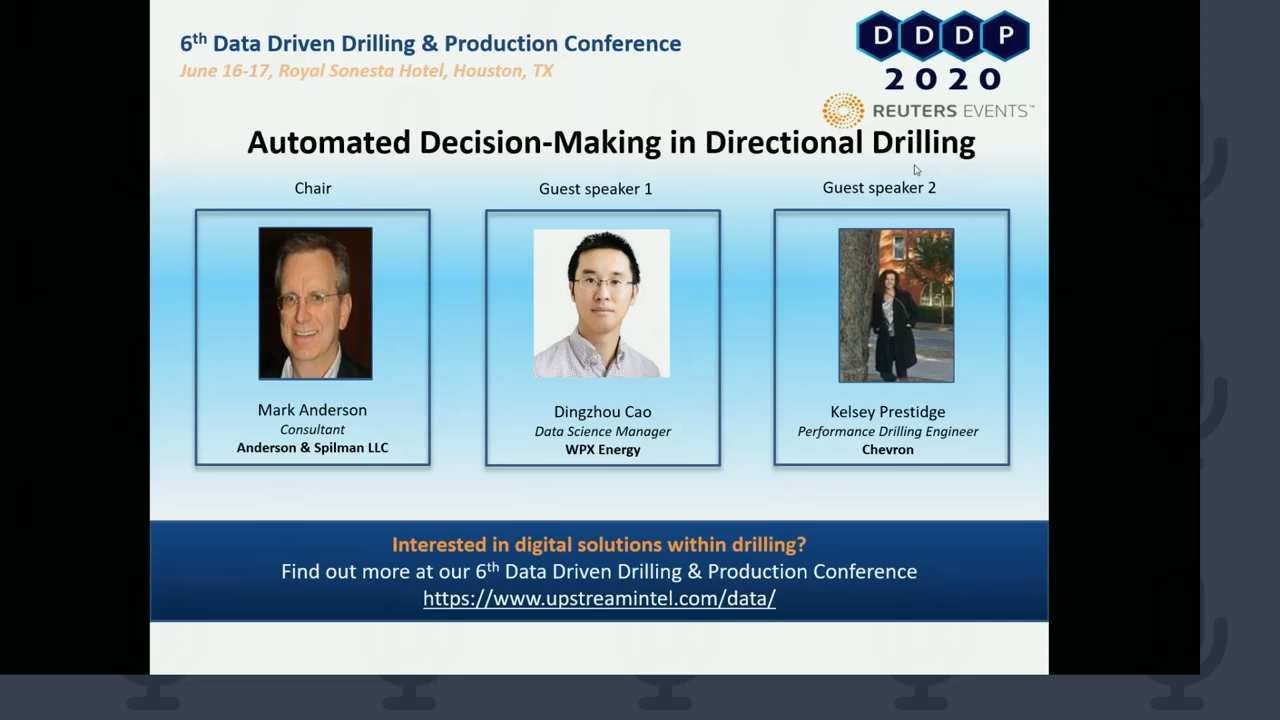 6th Data Driven Drilling & Production Conference
June 16-17, Royal Sonesta Hotel, Houston, TX
D D D P
2020
REUTERS EVENTS™
Automated Decision-Making in Directional Drilling
Chair
Guest speaker 1
Guest speaker 2
Mark Anderson
Consultant
Anderson & Spilman LLC
Dingzhou Cao
Data Science Manager
WPX Energy
Kelsey Prestidge
Performance Drilling Engineer
Chevron
Interested in digital solutions within drilling?
Find out more at our 6th Data Driven Drilling & Production Conference
https://www.upstreamintel.com/data/